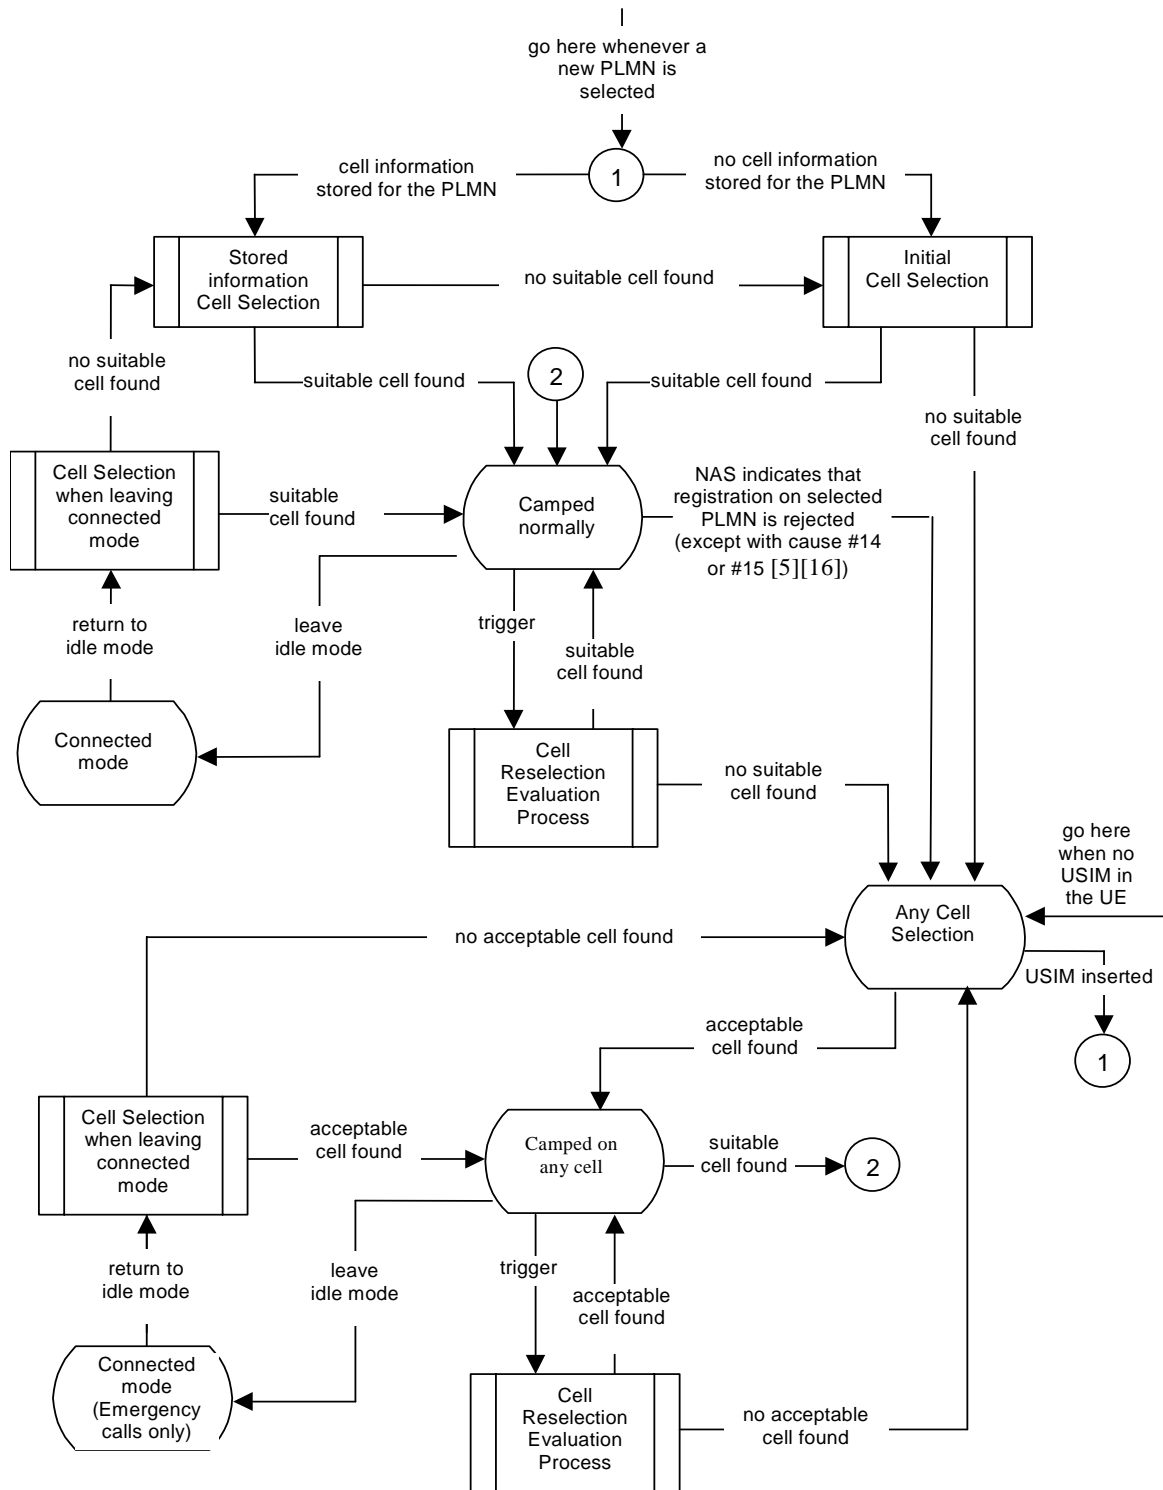 go here whenever a
new PLMN is
selected
1
cell information
stored for the PLMN
no cell information
stored for the PLMN
Stored
information
Cell Selection
no suitable cell found
Initial
Cell Selection
no suitable
cell found
suitable cell found
2
suitable cell found
no suitable
cell found
Cell Selection
when leaving
connected
mode
suitable
cell found
Camped
normally
NAS indicates that
registration on selected
PLMN is rejected
(except with cause #14
or #15 [5][16])
return to
idle mode
leave
idle mode
trigger
suitable
cell found
Connected
mode
Cell
Reselection
Evaluation
Process
no suitable
cell found
go here
when no
USIM in
the UE
Any Cell
Selection
no acceptable cell found
USIM inserted
1
acceptable
cell found
Cell Selection
when leaving
connected
mode
acceptable
cell found
Camped on
any cell
suitable
cell found
2
return to
idle mode
leave
idle mode
trigger
acceptable
cell found
Connected
mode
(Emergency
calls only)
Cell
Reselection
Evaluation
Process
no acceptable
cell found